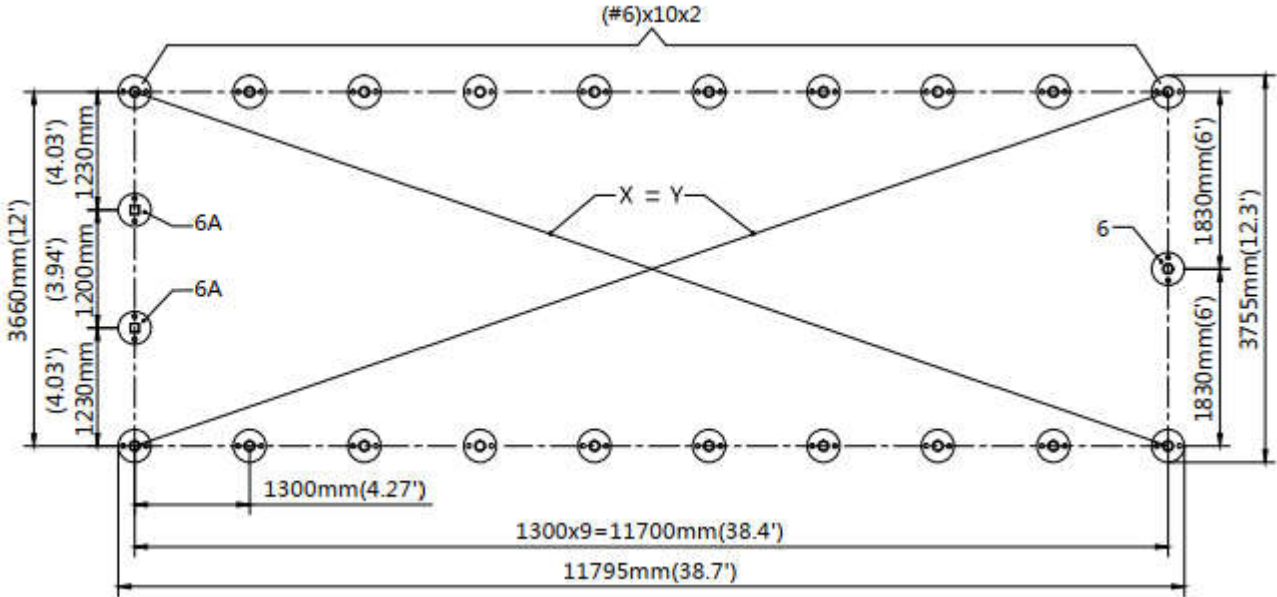 (#6)x10x2
3660mm(12')
(4.03')
1230mm
(3.94')
1200mm
(4.03')
1230mm
6A
6A
X = Y
6
1830mm(6')
1830mm(6')
3755mm(12.3')
1300mm(4.27')
1300x9=11700mm(38.4')
11795mm(38.7')